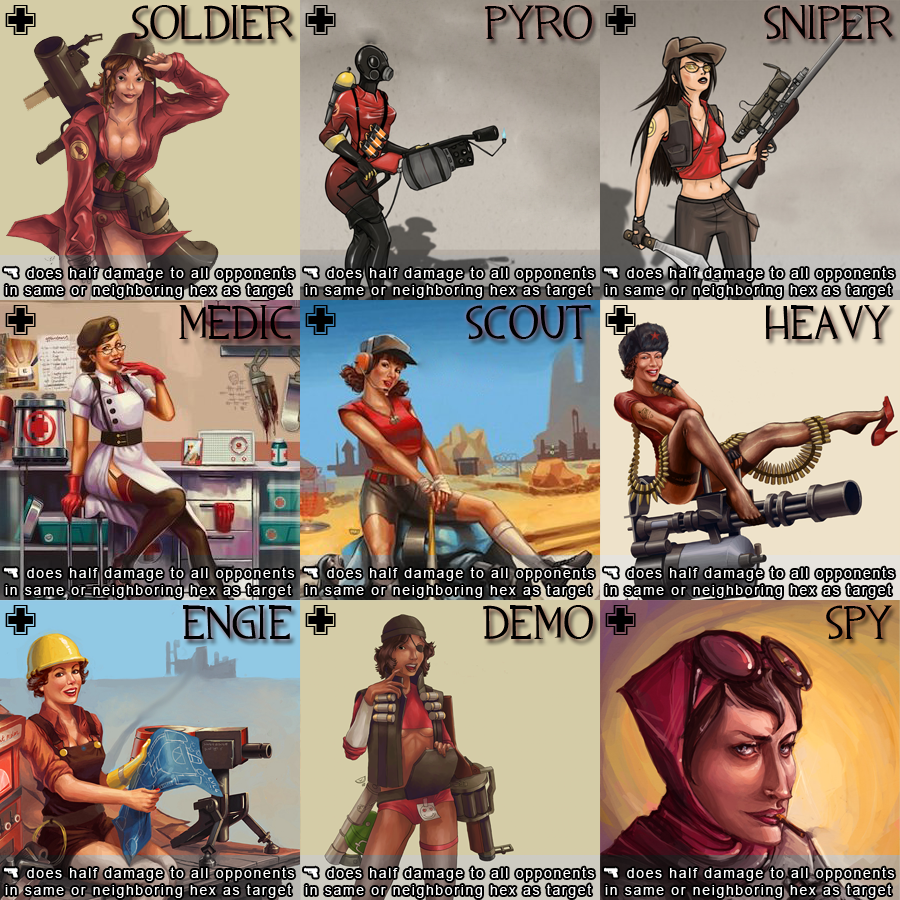 SOLDIER
does half damage to all opponents
in same or neighboring hex as target
PYRO
does half damage to all opponents
in same or neighboring hex as target
SNIPER
does half damage to all opponents
in same or neighboring hex as target
MEDIC
does half damage to all opponents
in same or neighboring hex as target
SCOUT
does half damage to all opponents
in same or neighboring hex as target
HEAVY
does half damage to all opponents
in same or neighboring hex as target
ENGIE
does half damage to all opponents
in same or neighboring hex as target
DEMO
does half damage to all opponents
in same or neighboring hex as target
SPY
does half damage to all opponents
in same or neighboring hex as target